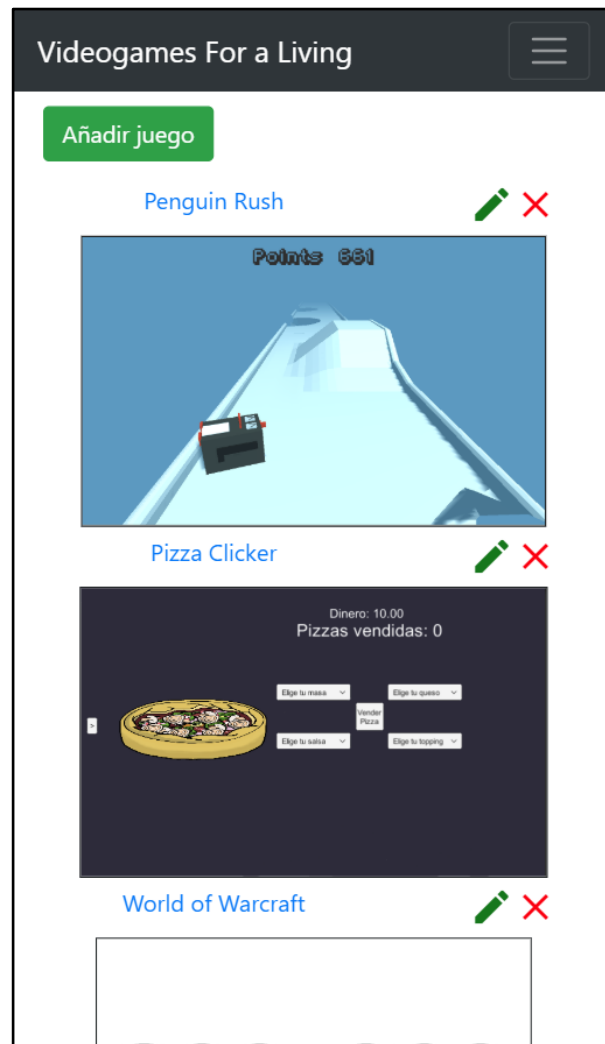 Videogames For a Living
Añadir juego
Penguin Rush
Points 661
Pizza Clicker
Dinero: 10.00
Pizzas vendidas: 0
Elige tu masa
Elige tu queso
Vender
Pizza
Elige tu salsa
Elige tu topping
>
World of Warcraft